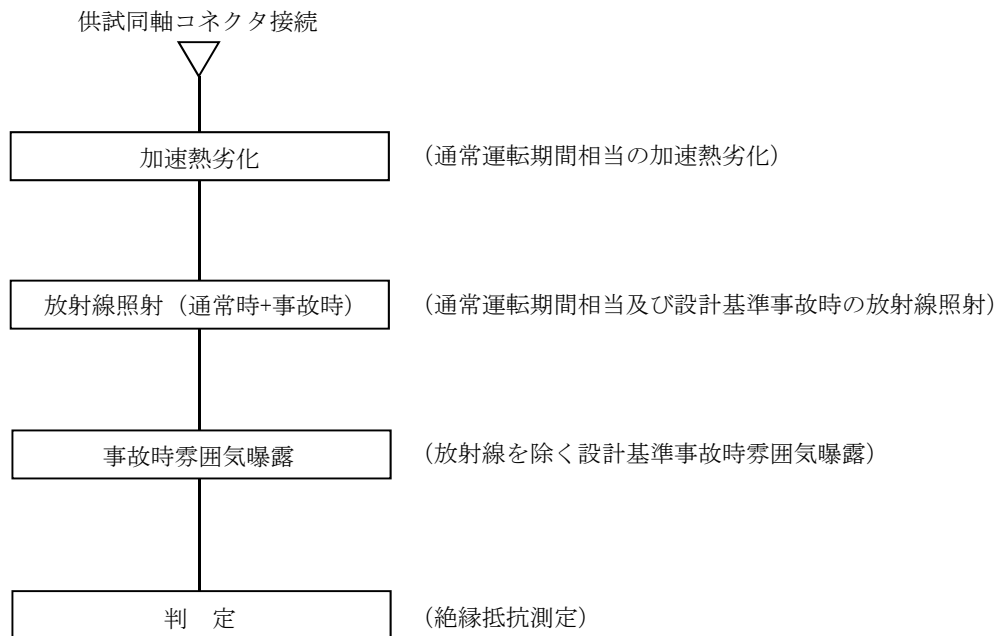 供試同軸コネクタ接続
加速熱劣化
（通常運転期間相当の加速熱劣化）
放射線照射（通常時+事故時）
（通常運転期間相当及び設計基準事故時の放射線照射）
事故時雰囲気曝露
（放射線を除く設計基準事故時雰囲気曝露）
判　定
（絶縁抵抗測定）